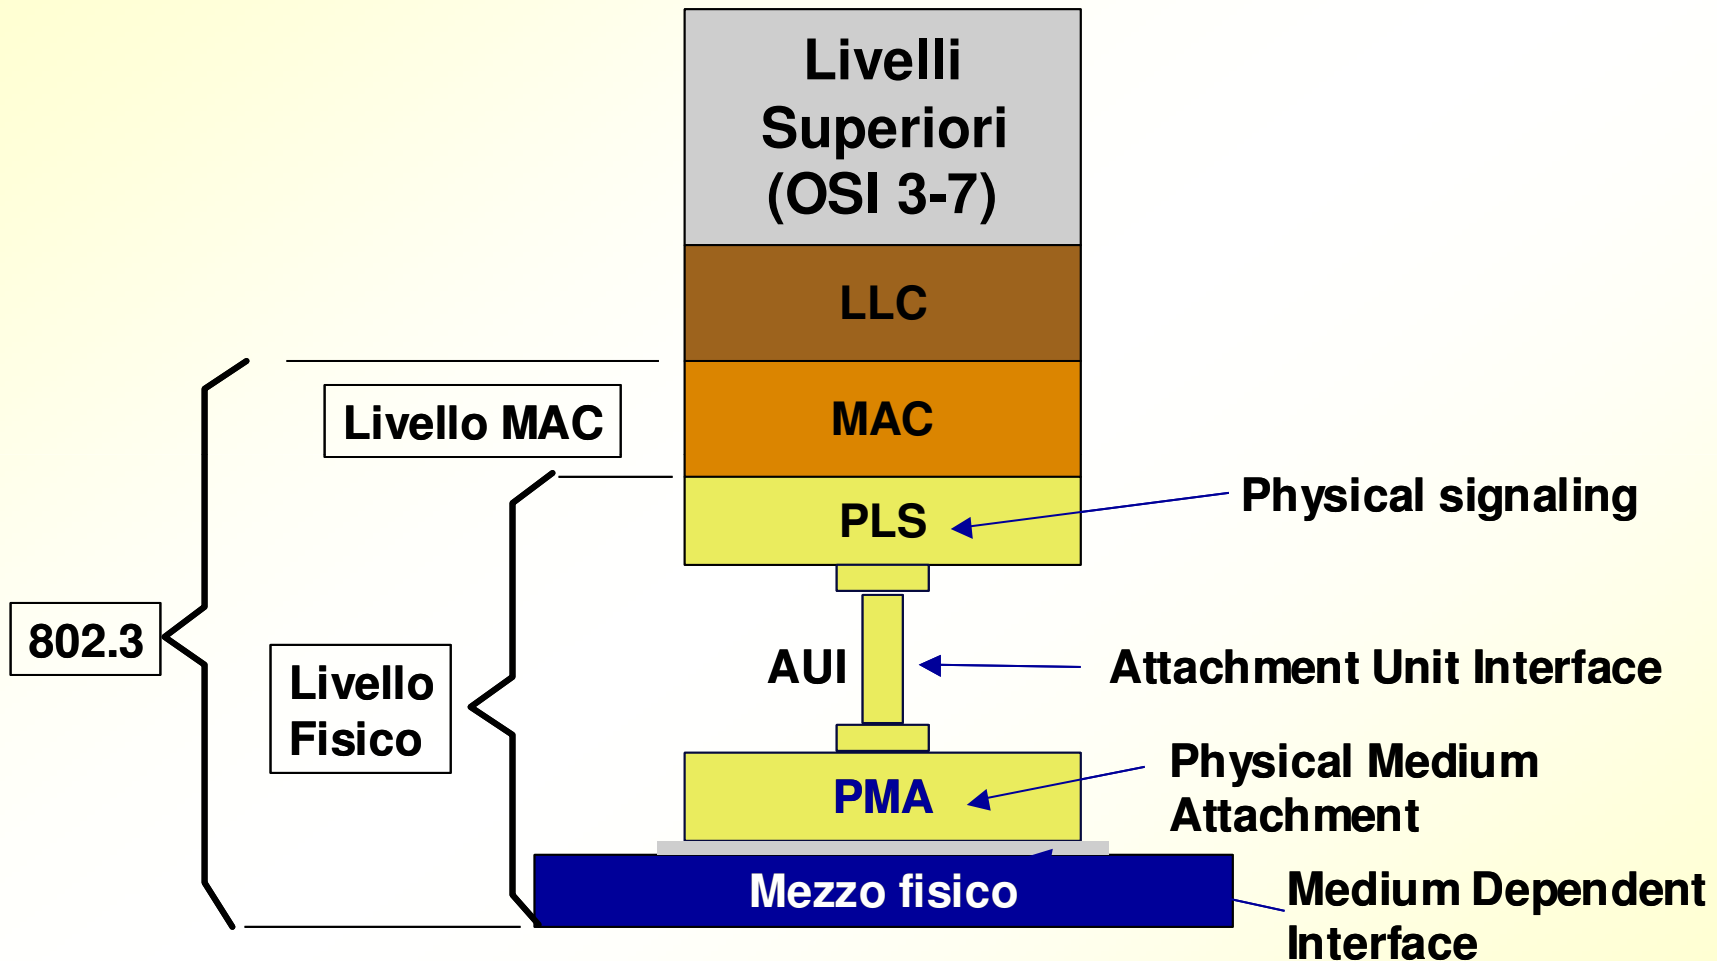 Livelli
Superiori
(OSI 3-7)
LLC
Livello MAC
MAC
PLS
Physical signaling
802.3
Livello
Fisico
AUI
Attachment Unit Interface
PMA
Physical Medium
Attachment
Mezzo fisico
Medium Dependent
Interface